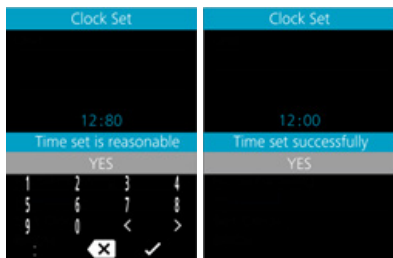 Clock Set
12:80
Time set is reasonable
YES
1 2 3 4
5 6 7 8
9 0 < >
: ✓
Clock Set
12:00
Time set successfully
YES